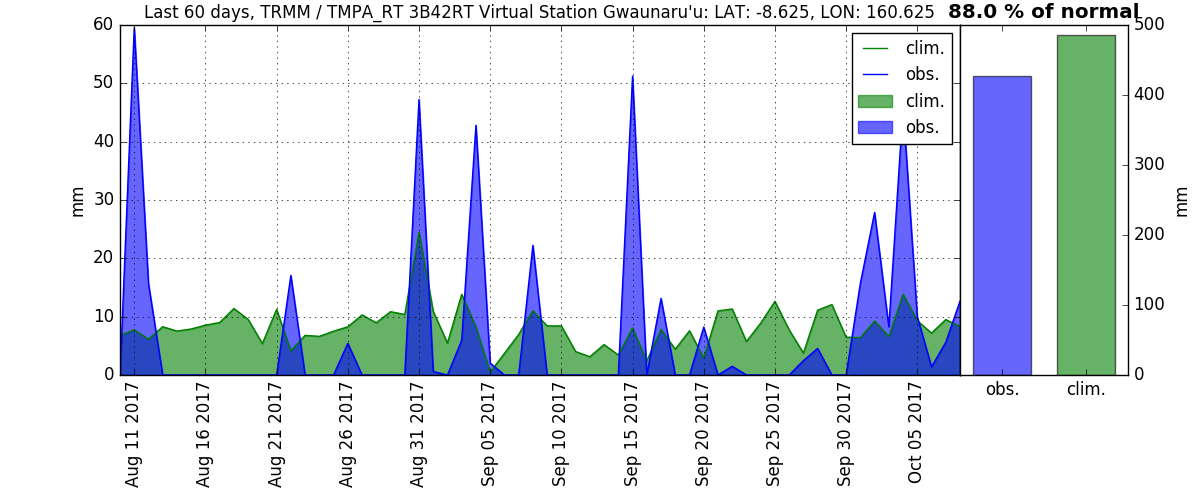 Last 60 days, TRMM / TMPA_RT 3B42RT Virtual Station Gwaunaru'u: LAT: -8.625, LON: 160.625
88.0 % of normal
clim.
obs.
clim.
obs.
mm
60
50
40
30
20
10
0
500
400
300
200
100
0
mm
Aug 11 2017
Aug 16 2017
Aug 21 2017
Aug 26 2017
Aug 31 2017
Sep 05 2017
Sep 10 2017
Sep 15 2017
Sep 20 2017
Sep 25 2017
Sep 30 2017
Oct 05 2017
obs.
clim.